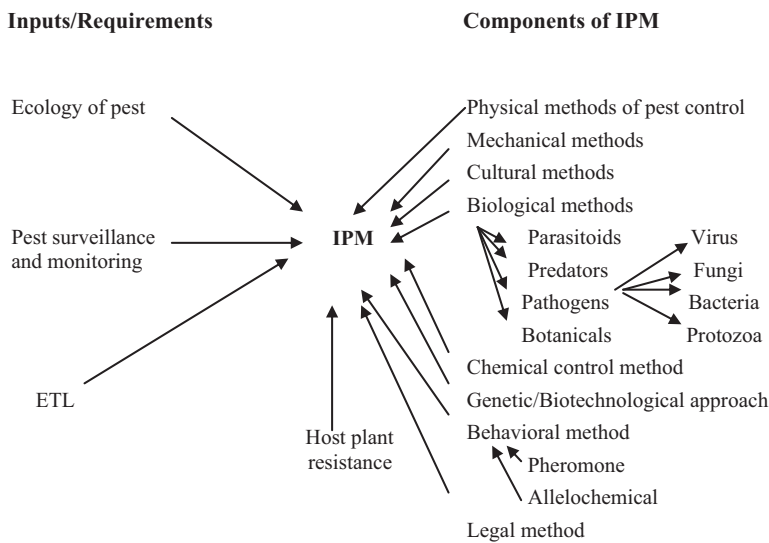 Inputs/Requirements
Components of IPM
Ecology of pest
Pest surveillance
and monitoring
ETL
IPM
Host plant
resistance
Physical methods of pest control
Mechanical methods
Cultural methods
Biological methods
Parasitoids
Predators
Pathogens
Botanicals
Virus
Fungi
Bacteria
Protozoa
Chemical control method
Genetic/Biotechnological approach
Behavioral method
Pheromone
Allelochemical
Legal method